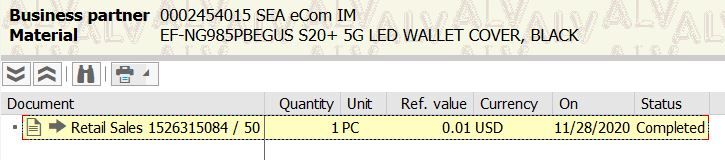 Business partner 0002454015 SEA eCom IM
Material EF-NG985PBEGUS S20+ 5G LED WALLET COVER, BLACK
Document Quantity Unit Ref. value Currency On Status
Retail Sales 1526315084 / 50 1 PC 0.01 USD 11/28/2020 Completed